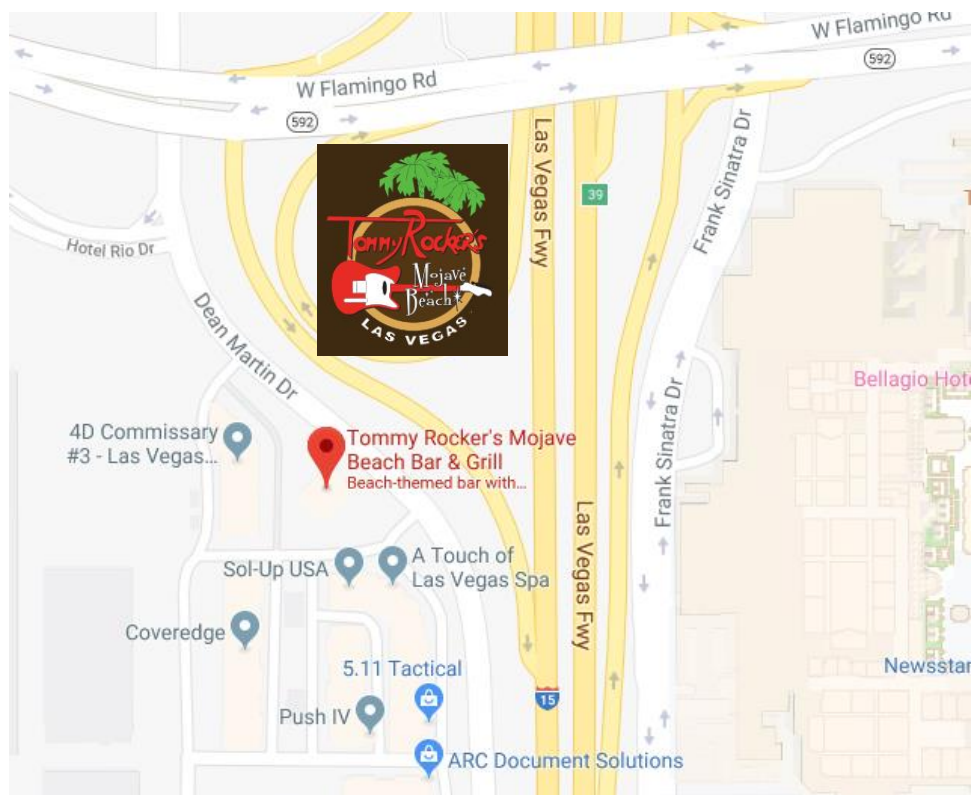 W Flamingo Rd
W Flamingo Rd
592
592
Las Vegas Fwy
39
Frank Sinatra Dr
Hotel Rio Dr
Tommy Rocker's
Mojave
Beach
LAS VEGAS
Dean Martin Dr
Bellagio Hote
Frank Sinatra Dr
4D Commissary
#3 - Las Vegas...
Tommy Rocker's Mojave
Beach Bar & Grill
Beach-themed bar with...
Las Vegas Fwy
Sol-Up USA
A Touch of
Las Vegas Spa
Coveredge
5.11 Tactical
Newsstan
15
Push IV
ARC Document Solutions